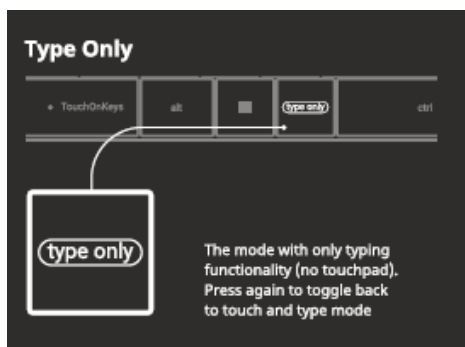 Type Only
TouchOnKeys alt type only ctrl
type only
The mode with only typing
functionality (no touchpad).
Press again to toggle back
to touch and type mode